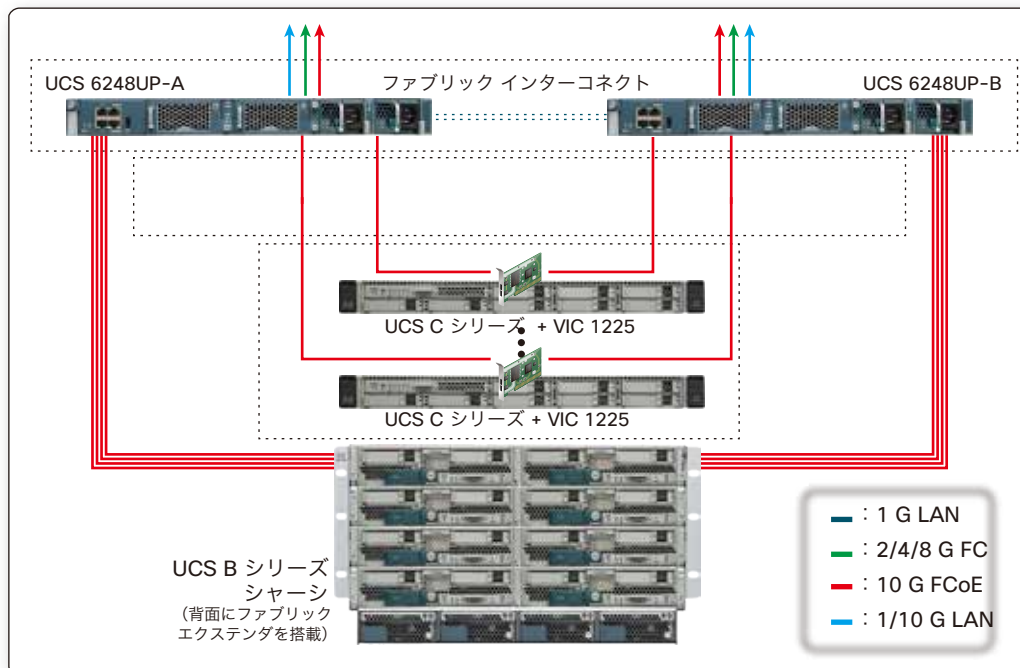 UCS 6248UP-A
ファブリック インターコネクト
UCS 6248UP-B
UCS C シリーズ + VIC 1225
UCS C シリーズ + VIC 1225
UCS B シリーズ
シャーシ
(背面にファブリック
エクステンダを搭載)
: 1 G LAN
: 2/4/8 G FC
: 10 G FCoE
: 1/10 G LAN